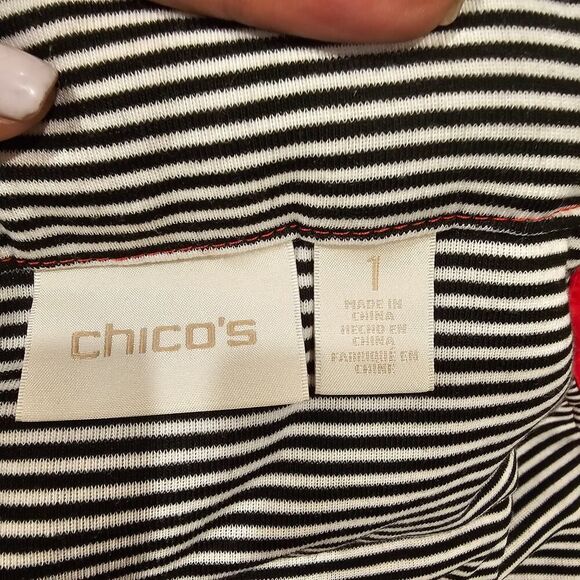 chico's
1
MADE IN
CHINA
HECHO EN
CHINA
FABRIQUÉ EN
CHINE